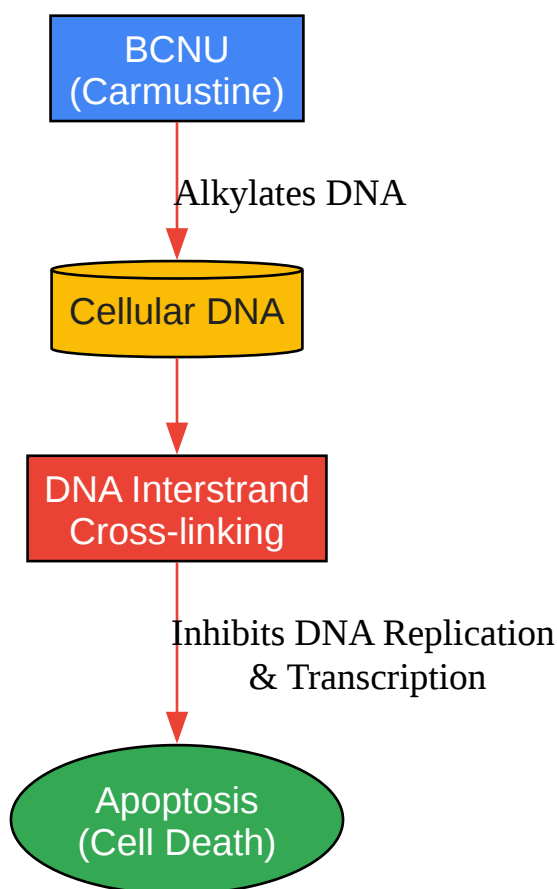 BCNU
(Carmustine)
Alkylates DNA
Cellular DNA
DNA Interstrand
Cross-linking
Inhibits DNA Replication
& Transcription
Apoptosis
(Cell Death)